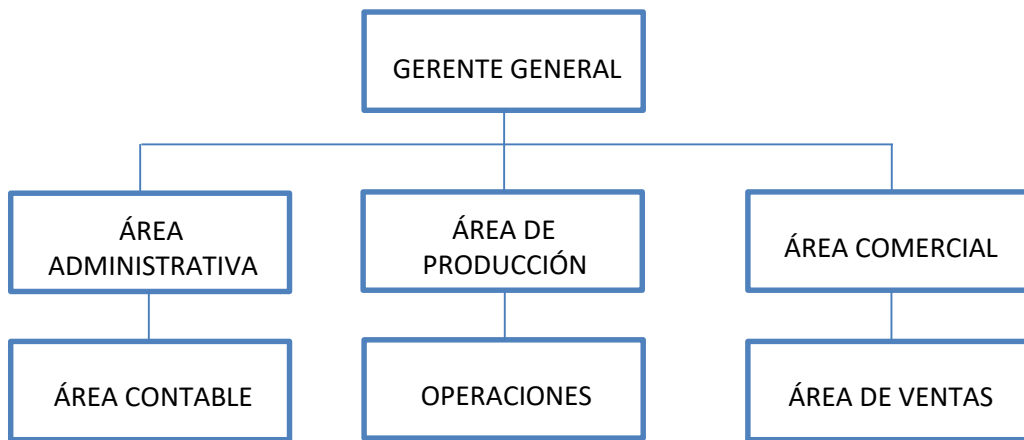 GERENTE GENERAL
ÁREA
ADMINISTRATIVA
ÁREA DE
PRODUCCIÓN
ÁREA COMERCIAL
ÁREA CONTABLE
OPERACIONES
ÁREA DE VENTAS